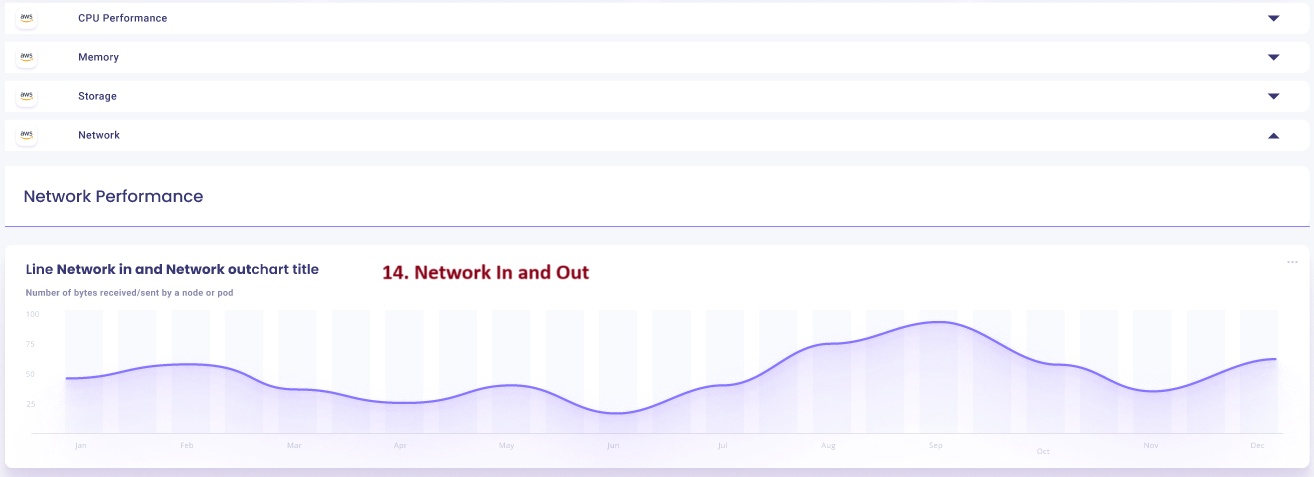 aws CPU Performance
aws Memory
aws Storage
aws Network
Network Performance
Line Network in and Network outchart title
14. Network In and Out
...
Number of bytes received/sent by a node or pod
100
75
50
25
Jan Feb Mar Apr May Jun Jul Aug Sep Oct Nov Dec